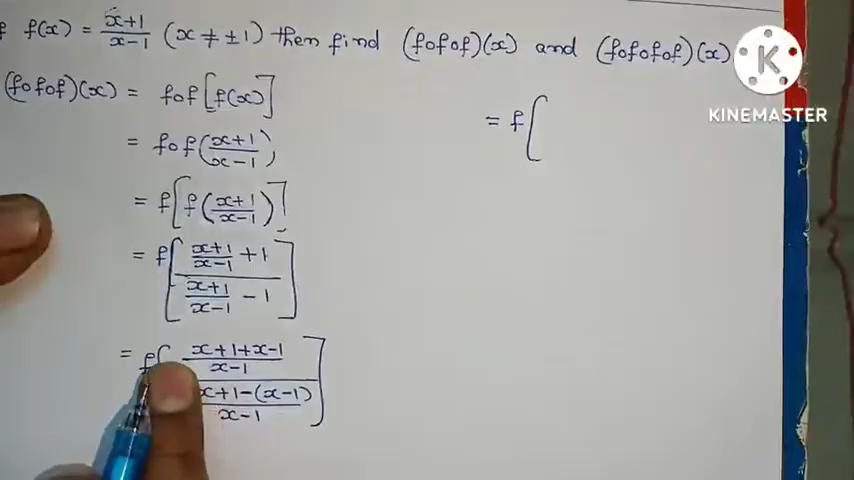 f f(x) = x+1/x-1 (x ≠ ±1) then find (fofof)(x) and (fofofof)(x)
(fofof)(x) = fof[f(x)]
= fof(x+1/x-1)
= f[f(x+1/x-1)]
= f[(x+1/x-1 + 1)/(x+1/x-1 - 1)]
= f[(x+1+x-1/x-1)/(x+1-(x-1)/x-1)]
= f[
K
KINEMASTER